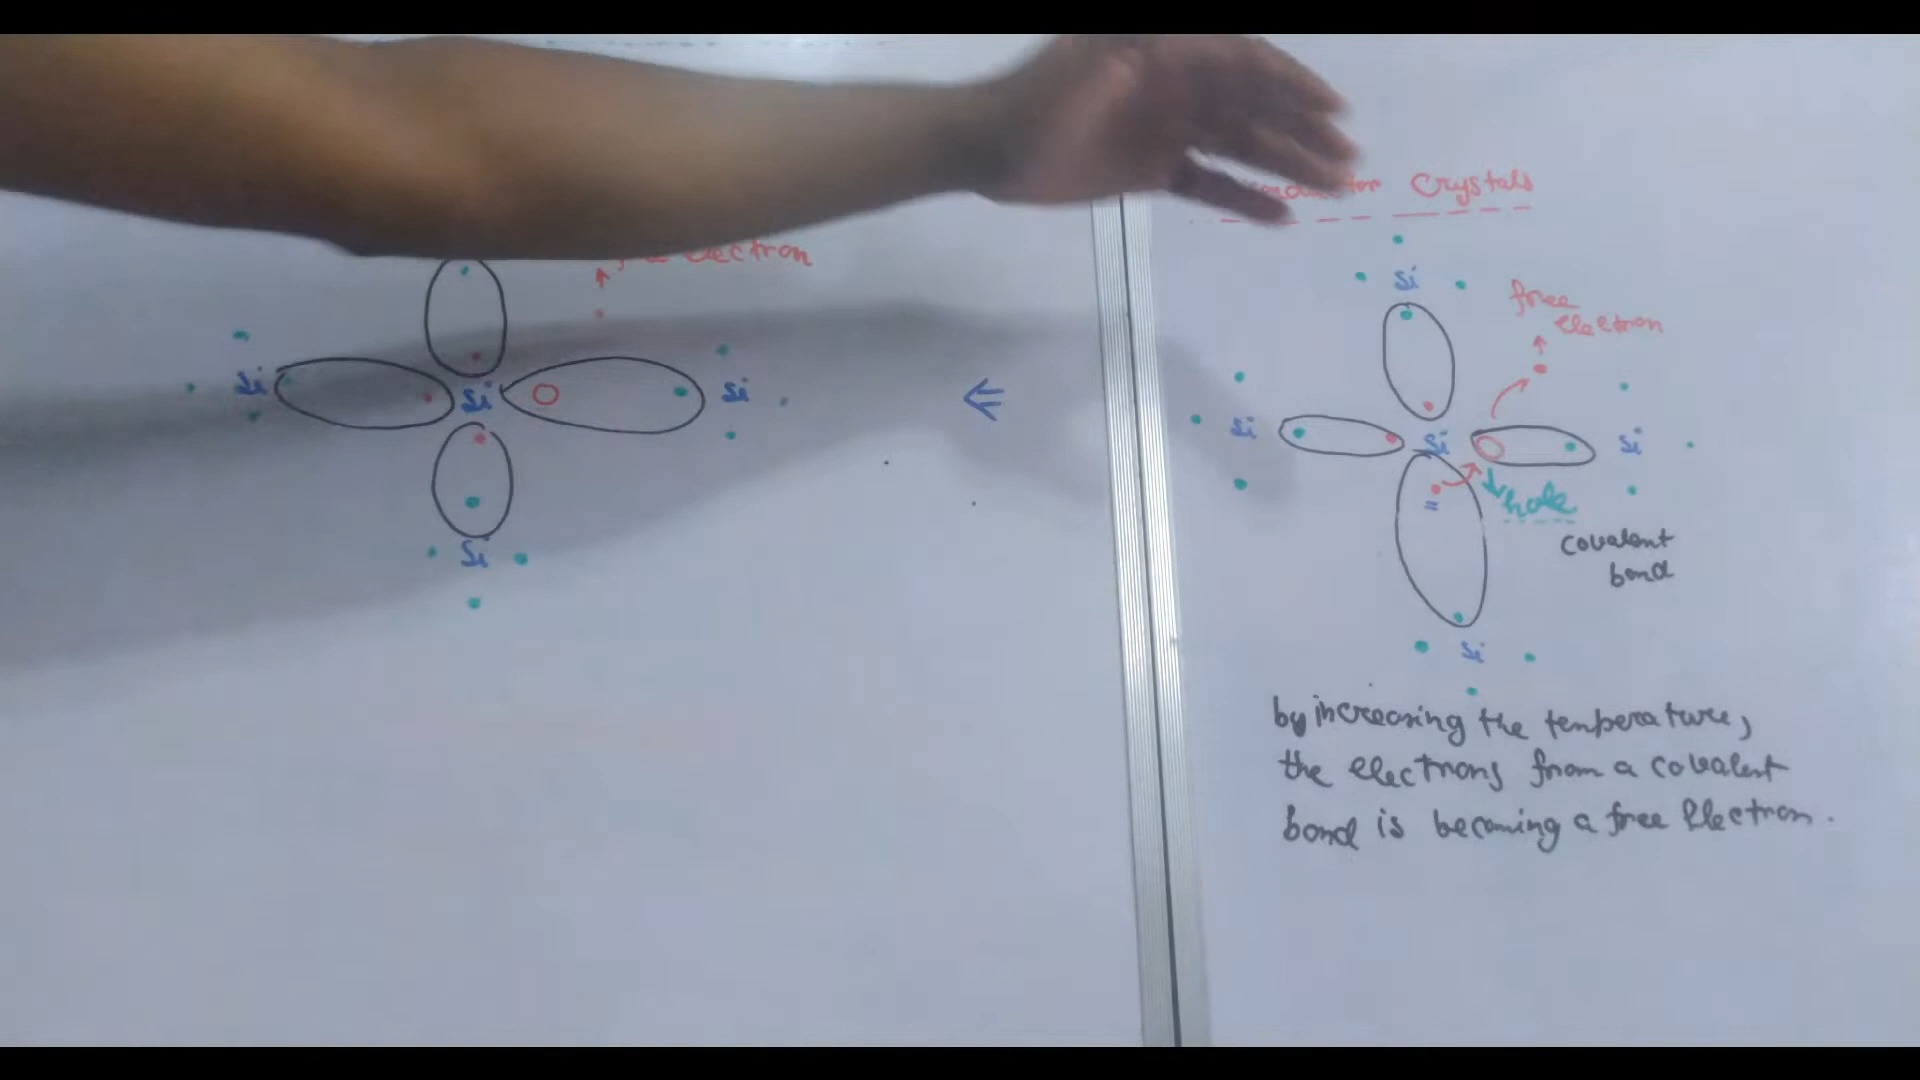 electron
Si
Si
Si
Si
Crystals
Si
free
electron
Si
Si
Si
=
hole
covalent
bond
Si
by increasing the temperature,
the electrons from a covalent
bond is becoming a free Electron.